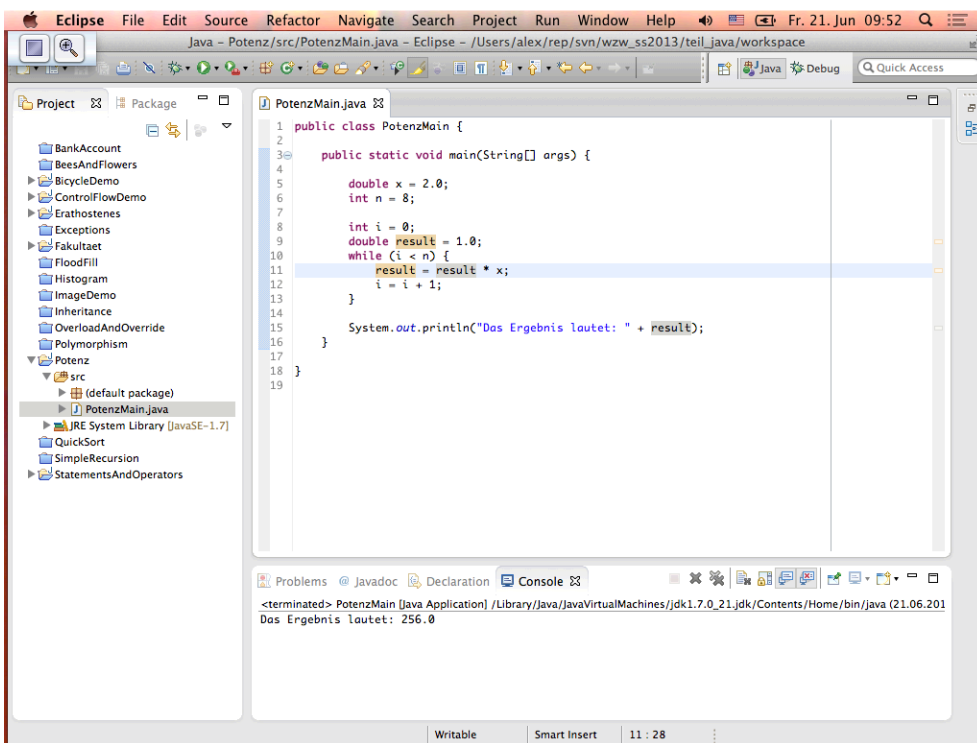 Eclipse File Edit Source Refactor Navigate Search Project Run Window Help Fr. 21. Jun 09:52
Java – Potenz/src/PotenzMain.java – Eclipse – /Users/alex/rep/svn/wzw_ss2013/teil_java/workspace
Java Debug Quick Access
Project Package
BankAccount
BeesAndFlowers
BicycleDemo
ControlFlowDemo
Erathostenes
Exceptions
Fakultaet
FloodFill
Histogram
ImageDemo
Inheritance
OverloadAndOverride
Polymorphism
Potenz
src
(default package)
PotenzMain.java
JRE System Library [JavaSE-1.7]
QuickSort
SimpleRecursion
StatementsAndOperators
PotenzMain.java
1 public class PotenzMain {
2
3 public static void main(String[] args) {
4
5 double x = 2.0;
6 int n = 8;
7
8 int i = 0;
9 double result = 1.0;
10 while (i < n) {
11 result = result * x;
12 i = i + 1;
13 }
14
15 System.out.println("Das Ergebnis lautet: " + result);
16 }
17
18 }
19
Problems @ Javadoc Declaration Console
<terminated> PotenzMain [Java Application] /Library/Java/JavaVirtualMachines/jdk1.7.0_21.jdk/Contents/Home/bin/java (21.06.201
Das Ergebnis lautet: 256.0
Writable Smart Insert 11 : 28